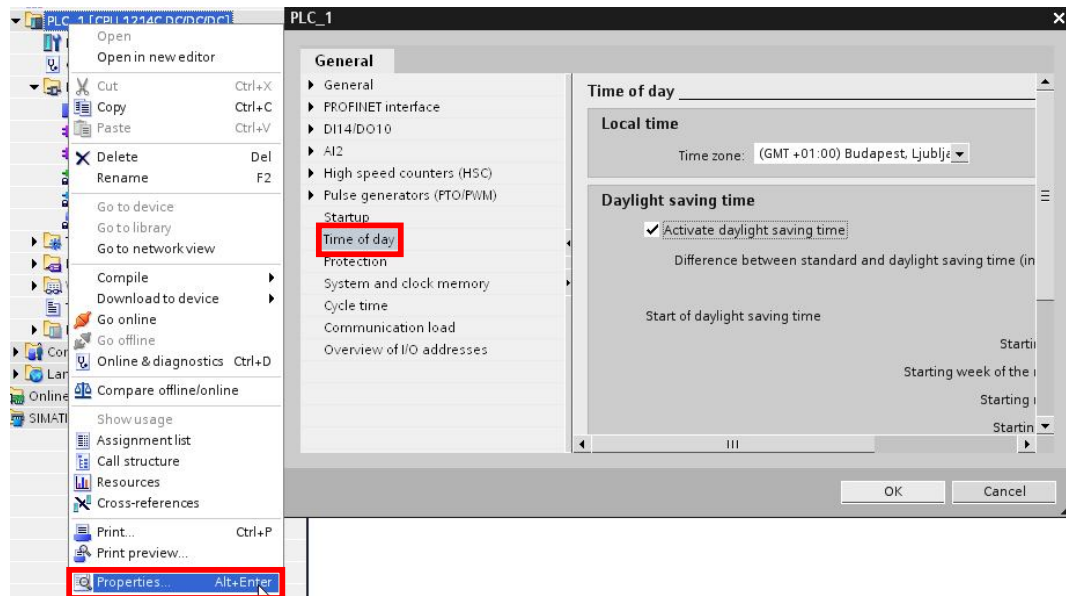 PLC_1 [CPU 1214C DC/DC/DC]
Open
Open in new editor
Cut Ctrl+X
Copy Ctrl+C
Paste Ctrl+V
Delete Del
Rename F2
Go to device
Go to library
Go to network view
Compile
Download to device
Go online
Go offline
Online & diagnostics Ctrl+D
Compare offline/online
Show usage
Assignment list
Call structure
Resources
Cross-references
Print... Ctrl+P
Print preview...
Properties... Alt+Enter
Con
Lan
Online
SIMATI
PLC_1
General
General
PROFINET interface
DI14/DO10
AI2
High speed counters (HSC)
Pulse generators (PTO/PWM)
Startup
Time of day
Protection
System and clock memory
Cycle time
Communication load
Overview of I/O addresses
Time of day
Local time
Time zone: (GMT +01:00) Budapest, Ljublja
Daylight saving time
Activate daylight saving time
Difference between standard and daylight saving time (in
Start of daylight saving time
Starti
Starting week of the
Starting
Startin
OK Cancel